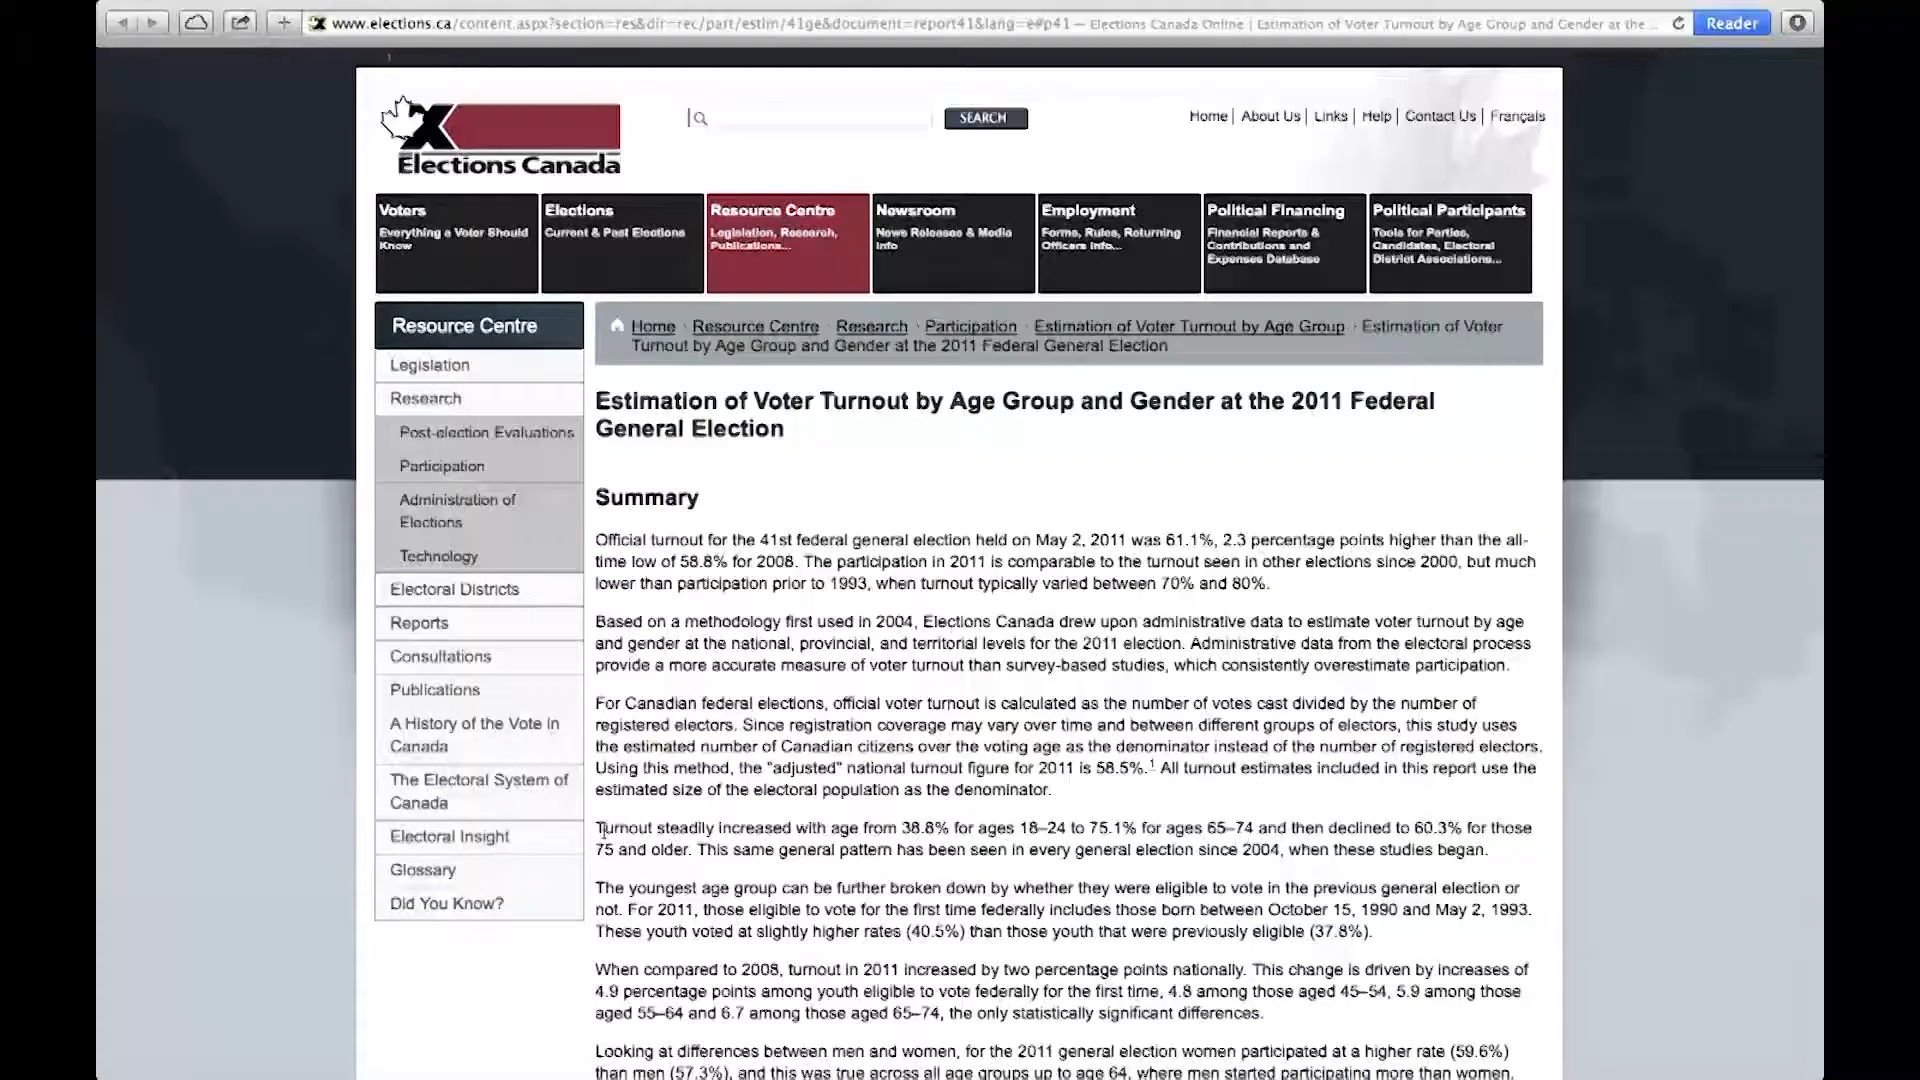 www.elections.ca/content.aspx?section=res&dir=rec/part/estim/41ge&document=report41&lang=e#p41 — Elections Canada Online | Estimation of Voter Turnout by Age Group and Gender at the ...
Reader
Elections Canada
SEARCH
Home | About Us | Links | Help | Contact Us | Français
Voters
Everything a Voter Should
Know
Elections
Current & Past Elections
Resource Centre
Legislation, Research,
Publications...
Newsroom
News Releases & Media
Info
Employment
Forms, Rules, Returning
Officers Info...
Political Financing
Financial Reports &
Contributions and
Expenses Database
Political Participants
Tools for Parties,
Candidates, Electoral
District Associations...
Resource Centre
Legislation
Research
Post-election Evaluations
Participation
Administration of
Elections
Technology
Electoral Districts
Reports
Consultations
Publications
A History of the Vote in
Canada
The Electoral System of
Canada
Electoral Insight
Glossary
Did You Know?
Home · Resource Centre · Research · Participation · Estimation of Voter Turnout by Age Group · Estimation of Voter
Turnout by Age Group and Gender at the 2011 Federal General Election
Estimation of Voter Turnout by Age Group and Gender at the 2011 Federal
General Election
Summary
Official turnout for the 41st federal general election held on May 2, 2011 was 61.1%, 2.3 percentage points higher than the all-
time low of 58.8% for 2008. The participation in 2011 is comparable to the turnout seen in other elections since 2000, but much
lower than participation prior to 1993, when turnout typically varied between 70% and 80%.
Based on a methodology first used in 2004, Elections Canada drew upon administrative data to estimate voter turnout by age
and gender at the national, provincial, and territorial levels for the 2011 election. Administrative data from the electoral process
provide a more accurate measure of voter turnout than survey-based studies, which consistently overestimate participation.
For Canadian federal elections, official voter turnout is calculated as the number of votes cast divided by the number of
registered electors. Since registration coverage may vary over time and between different groups of electors, this study uses
the estimated number of Canadian citizens over the voting age as the denominator instead of the number of registered electors.
Using this method, the "adjusted" national turnout figure for 2011 is 58.5%.1 All turnout estimates included in this report use the
estimated size of the electoral population as the denominator.
Turnout steadily increased with age from 38.8% for ages 18–24 to 75.1% for ages 65–74 and then declined to 60.3% for those
75 and older. This same general pattern has been seen in every general election since 2004, when these studies began.
The youngest age group can be further broken down by whether they were eligible to vote in the previous general election or
not. For 2011, those eligible to vote for the first time federally includes those born between October 15, 1990 and May 2, 1993.
These youth voted at slightly higher rates (40.5%) than those youth that were previously eligible (37.8%).
When compared to 2008, turnout in 2011 increased by two percentage points nationally. This change is driven by increases of
4.9 percentage points among youth eligible to vote federally for the first time, 4.8 among those aged 45–54, 5.9 among those
aged 55–64 and 6.7 among those aged 65–74, the only statistically significant differences.
Looking at differences between men and women, for the 2011 general election women participated at a higher rate (59.6%)
than men (57.3%), and this was true across all age groups up to age 64, where men started participating more than women.